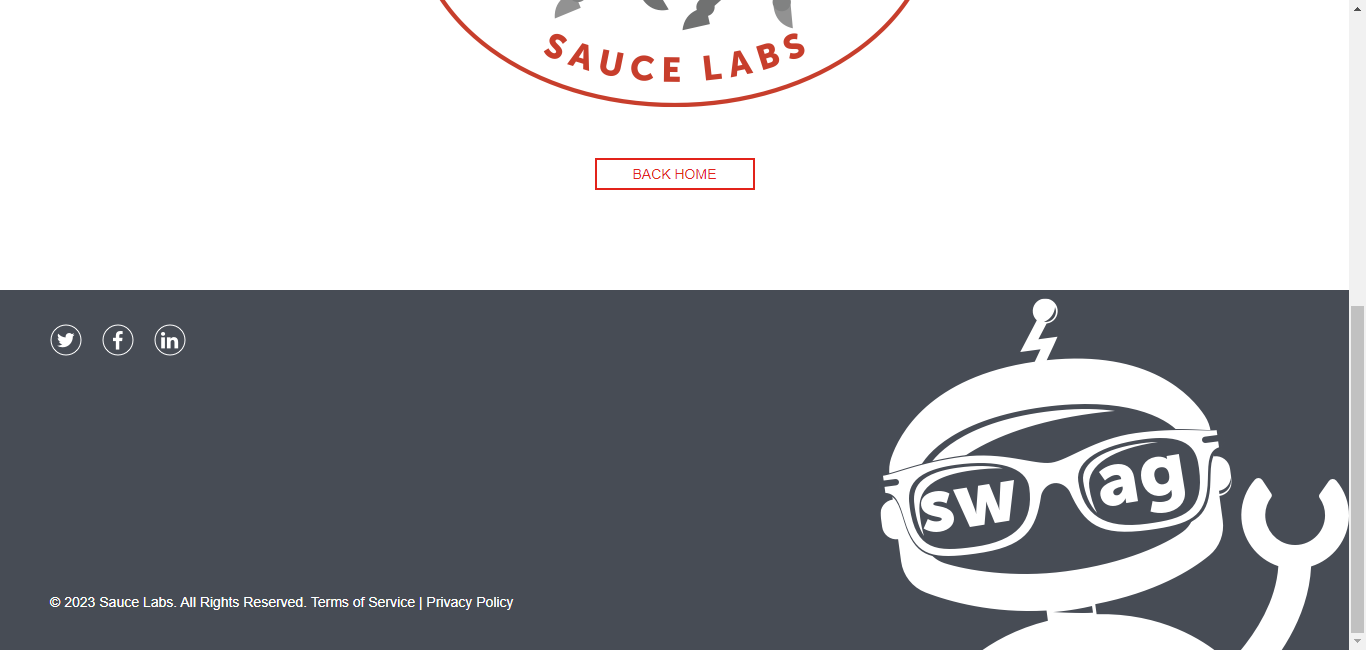 SAUCE LABS
BACK HOME
sw ag
© 2023 Sauce Labs. All Rights Reserved. Terms of Service | Privacy Policy